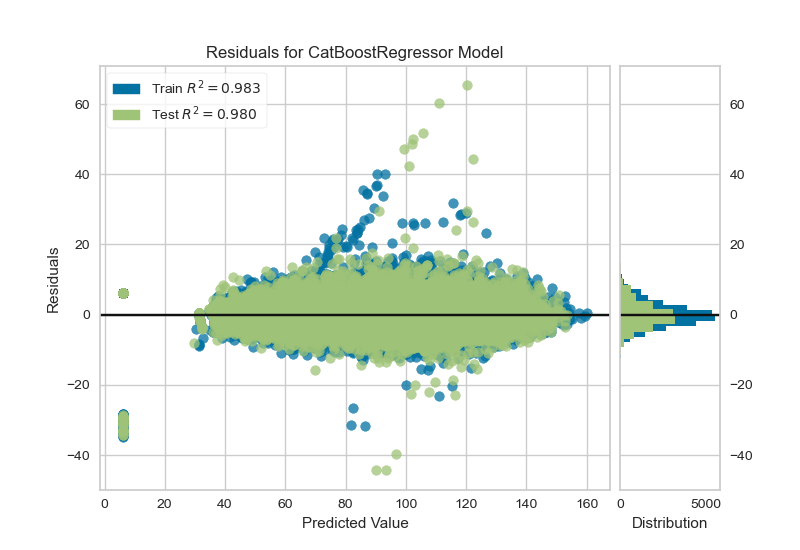 Residuals for CatBoostRegressor Model
Train R² = 0.983
Test R² = 0.980
60
40
20
0
−20
−40
Residuals
0 20 40 60 80 100 120 140 160
Predicted Value
60
40
20
0
−20
−40
0 5000
Distribution